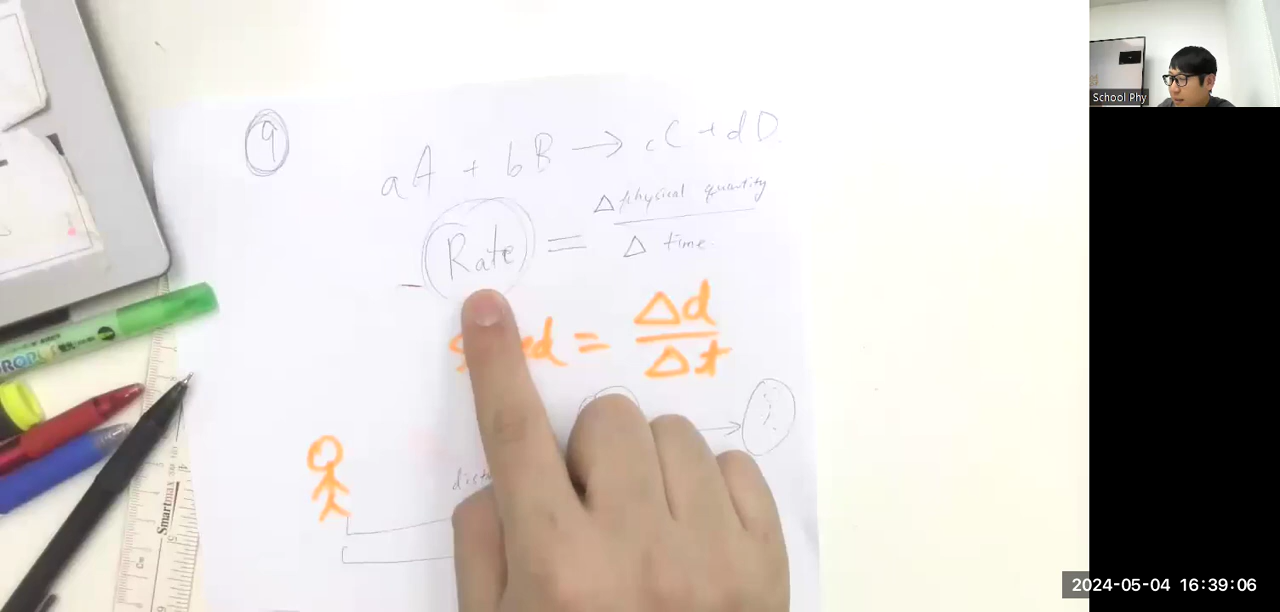 9
aA + bB → cC + dD
Rate = Δ physical quantity / Δ time
= Δd / Δt
?
Smartmax
School Phy
2024-05-04 16:39:06